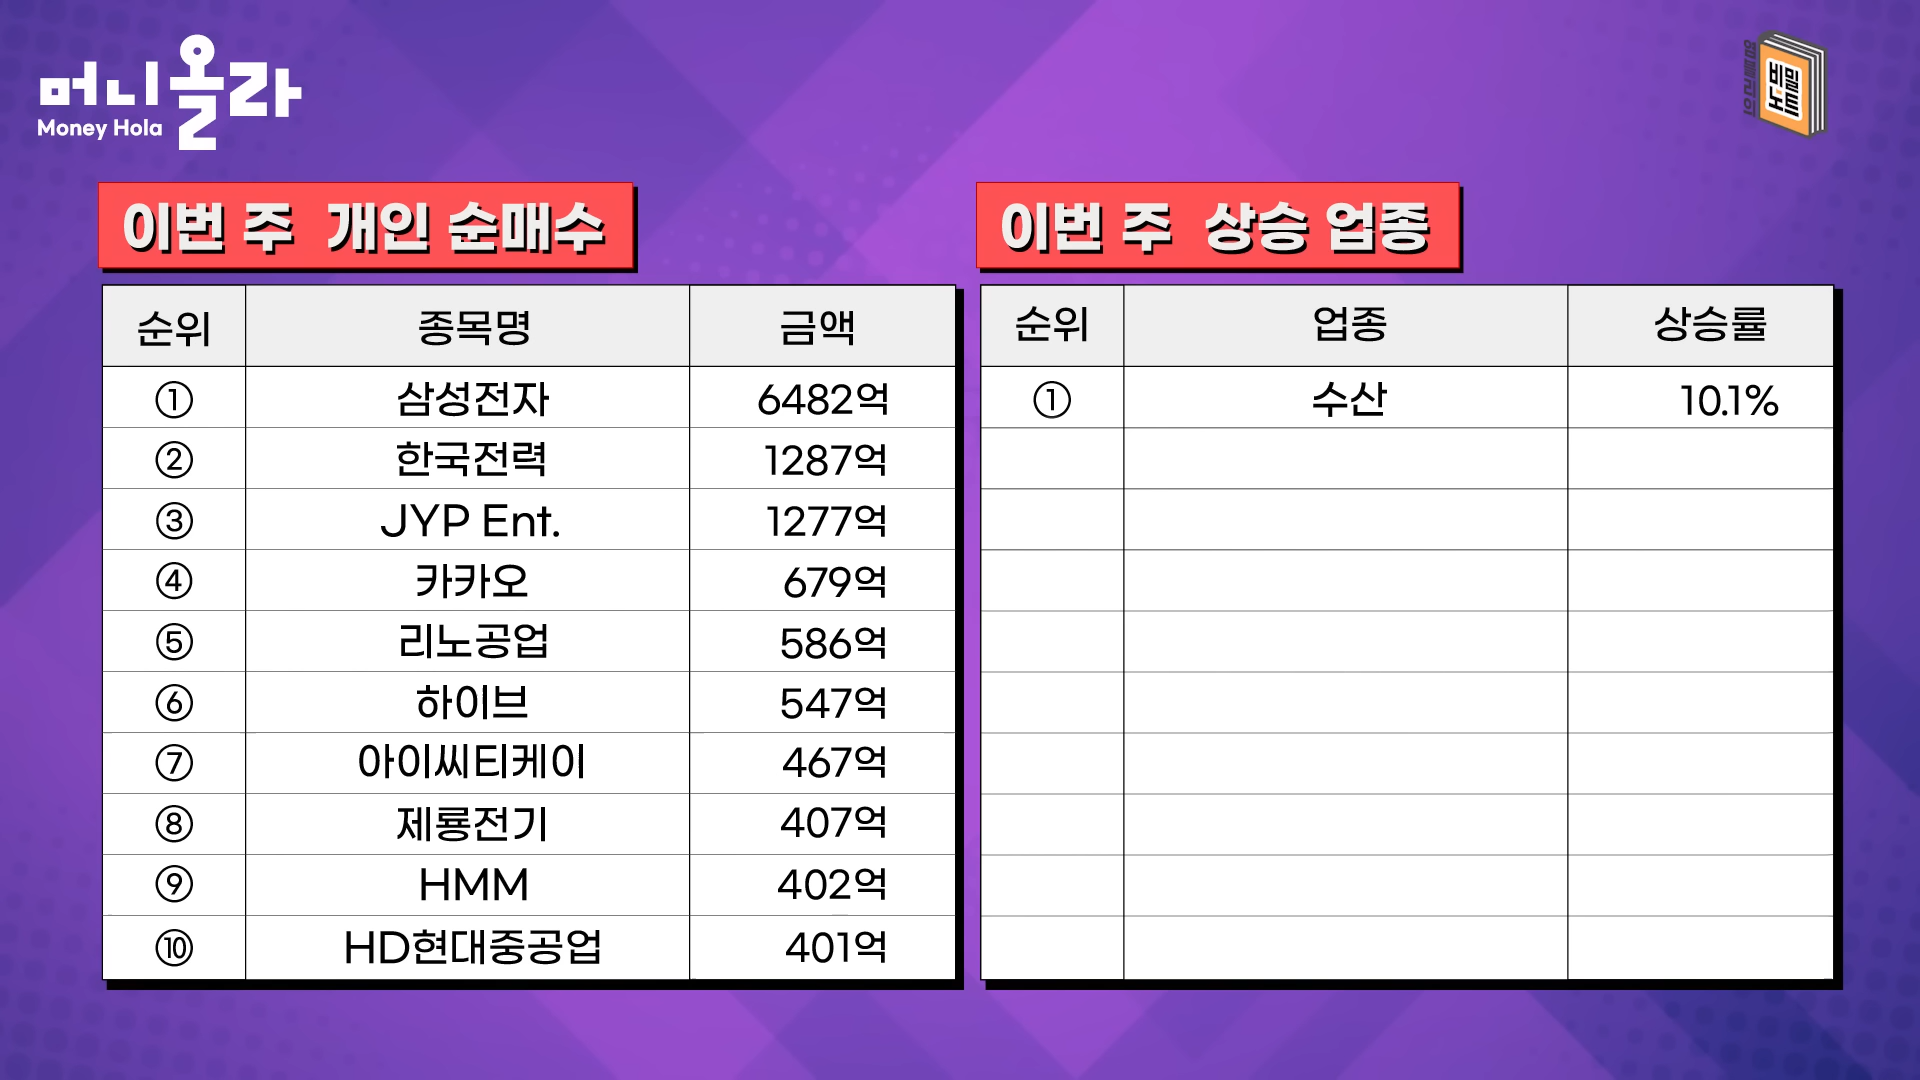 머니올라
Money Hola
비밀노트
이번 주 개인 순매수
순위 종목명 금액
① 삼성전자 6482억
② 한국전력 1287억
③ JYP Ent. 1277억
④ 카카오 679억
⑤ 리노공업 586억
⑥ 하이브 547억
⑦ 아이씨티케이 467억
⑧ 제룡전기 407억
⑨ HMM 402억
⑩ HD현대중공업 401억
이번 주 상승 업종
순위 업종 상승률
① 수산 10.1%